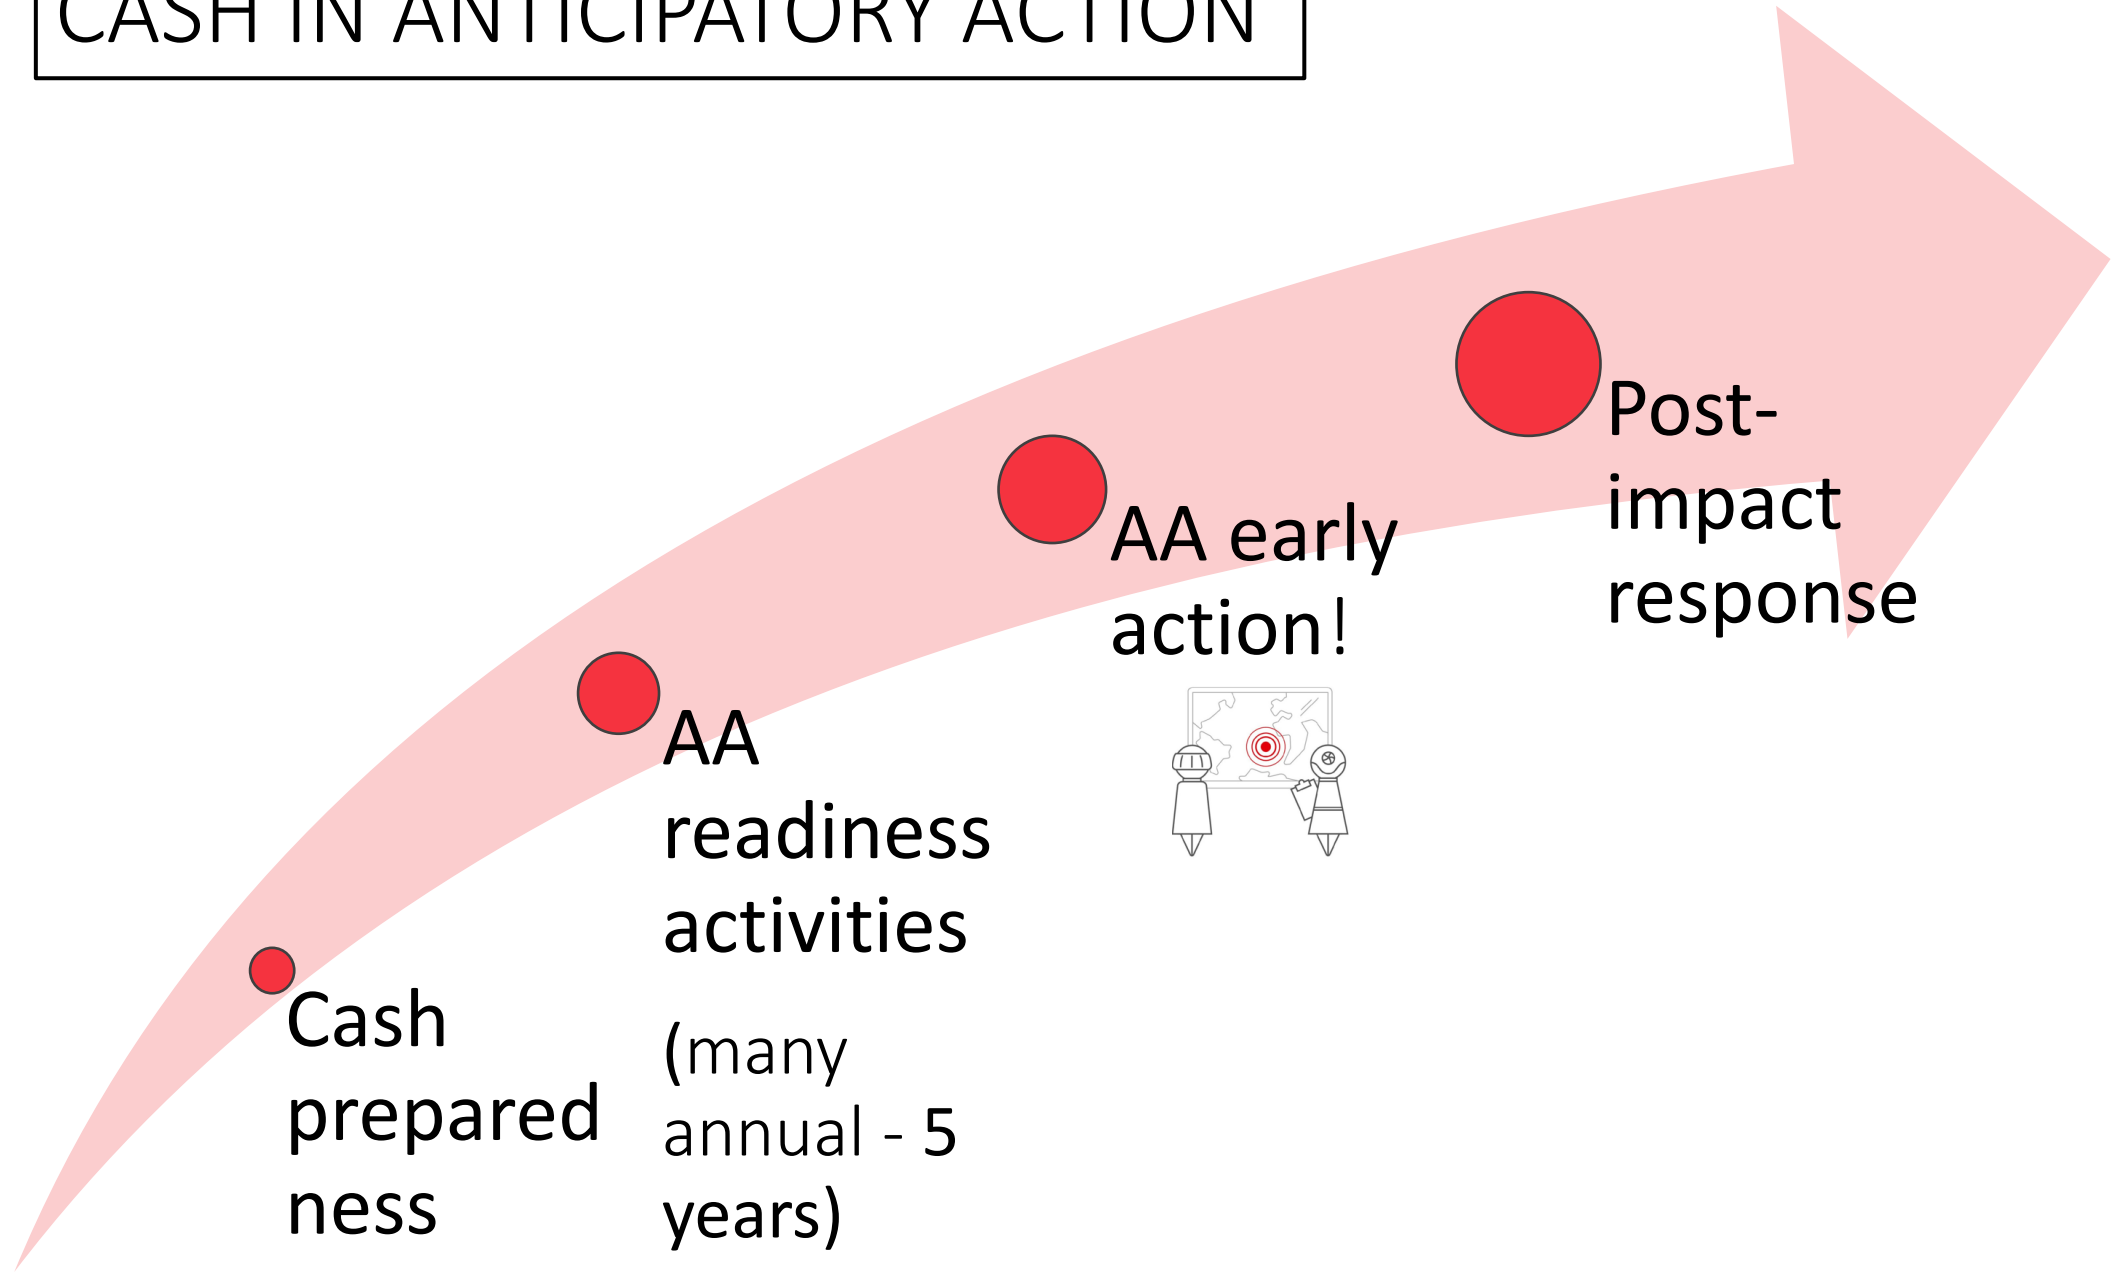 CASH IN ANTICIPATORY ACTION
Post-
impact
response
AA early
action!
AA
readiness
activities
(many
annual - 5
years)
Cash
prepared
ness